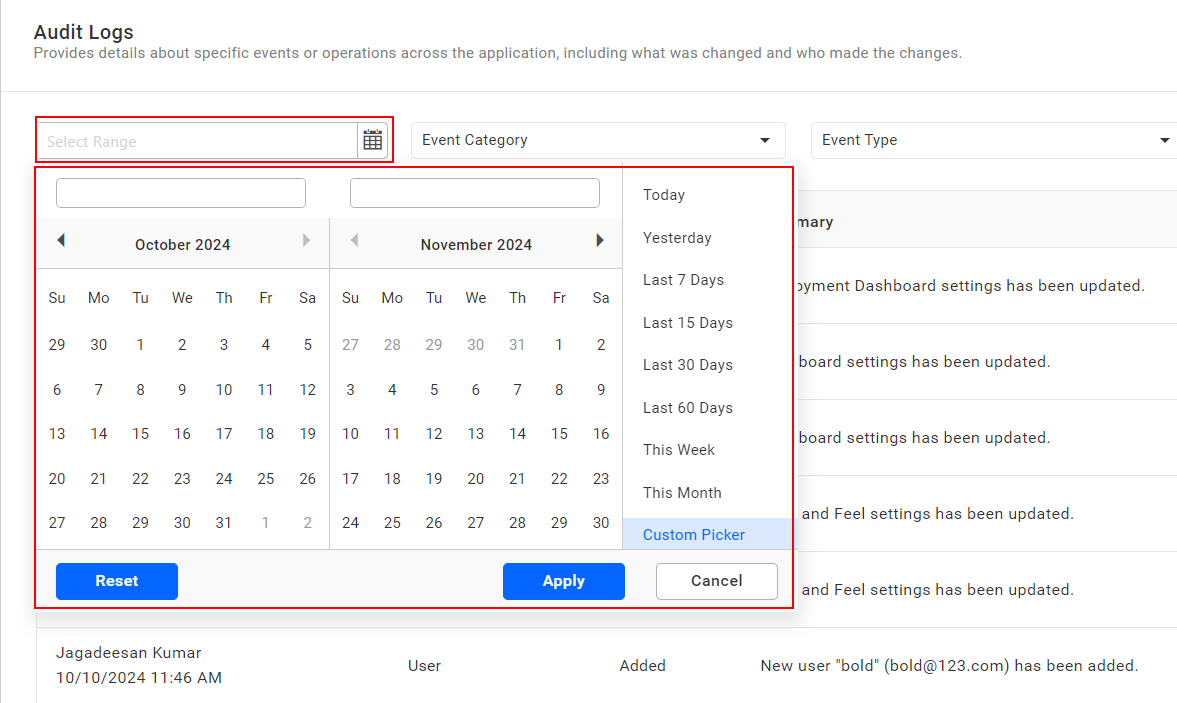 Audit Logs
Provides details about specific events or operations across the application, including what was changed and who made the changes.
Select Range
Event Category
Event Type
October 2024
November 2024
Su Mo Tu We Th Fr Sa
29 30 1 2 3 4 5
6 7 8 9 10 11 12
13 14 15 16 17 18 19
20 21 22 23 24 25 26
27 28 29 30 31 1 2
Su Mo Tu We Th Fr Sa
27 28 29 30 31 1 2
3 4 5 6 7 8 9
10 11 12 13 14 15 16
17 18 19 20 21 22 23
24 25 26 27 28 29 30
Today
Yesterday
Last 7 Days
Last 15 Days
Last 30 Days
Last 60 Days
This Week
This Month
Custom Picker
Reset
Apply
Cancel
mary
oyment Dashboard settings has been updated.
board settings has been updated.
board settings has been updated.
and Feel settings has been updated.
and Feel settings has been updated.
Jagadeesan Kumar
10/10/2024 11:46 AM
User
Added
New user "bold" (bold@123.com) has been added.